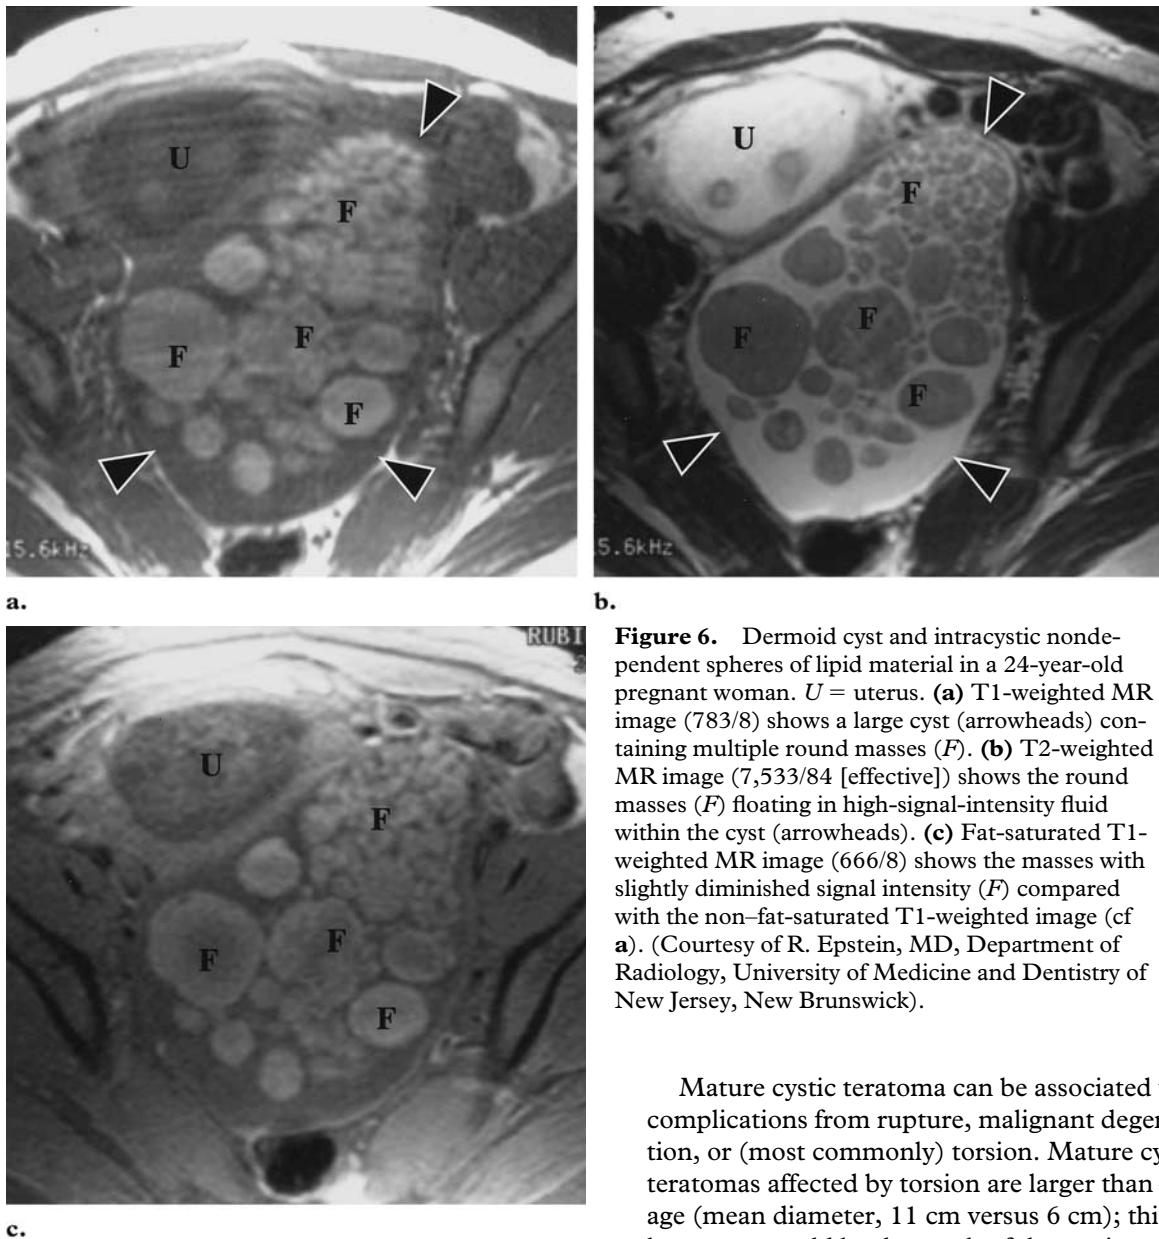 U
F
F
F
F
15.6kHz
a.
U
F
F
F
F
5.6kHz
b.
RUBI
U
F
F
F
F
c.
Figure 6. Dermoid cyst and intracystic nonde-
pendent spheres of lipid material in a 24-year-old
pregnant woman. U = uterus. (a) T1-weighted MR
image (783/8) shows a large cyst (arrowheads) con-
taining multiple round masses (F). (b) T2-weighted
MR image (7,533/84 [effective]) shows the round
masses (F) floating in high-signal-intensity fluid
within the cyst (arrowheads). (c) Fat-saturated T1-
weighted MR image (666/8) shows the masses with
slightly diminished signal intensity (F) compared
with the non–fat-saturated T1-weighted image (cf
a). (Courtesy of R. Epstein, MD, Department of
Radiology, University of Medicine and Dentistry of
New Jersey, New Brunswick).
Mature cystic teratoma can be associated
complications from rupture, malignant degen
tion, or (most commonly) torsion. Mature cy
teratomas affected by torsion are larger than
age (mean diameter, 11 cm versus 6 cm); thi